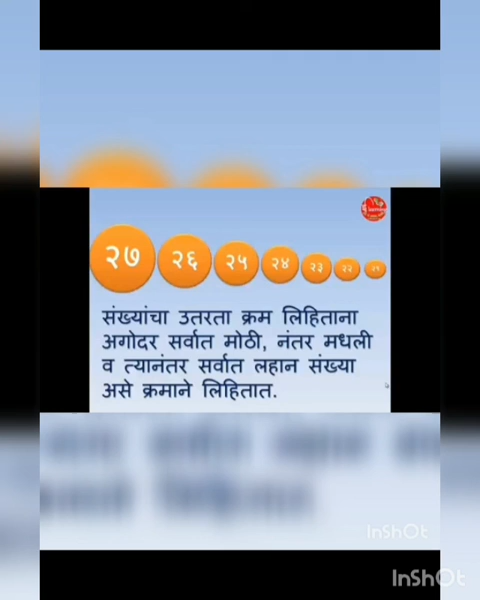 २७ २६ २५ २४ २३ २२ २१
संख्यांचा उतरता क्रम लिहिताना
अगोदर सर्वात मोठी, नंतर मधली
व त्यानंतर सर्वात लहान संख्या
असे क्रमाने लिहितात.
InShOt
InShOt